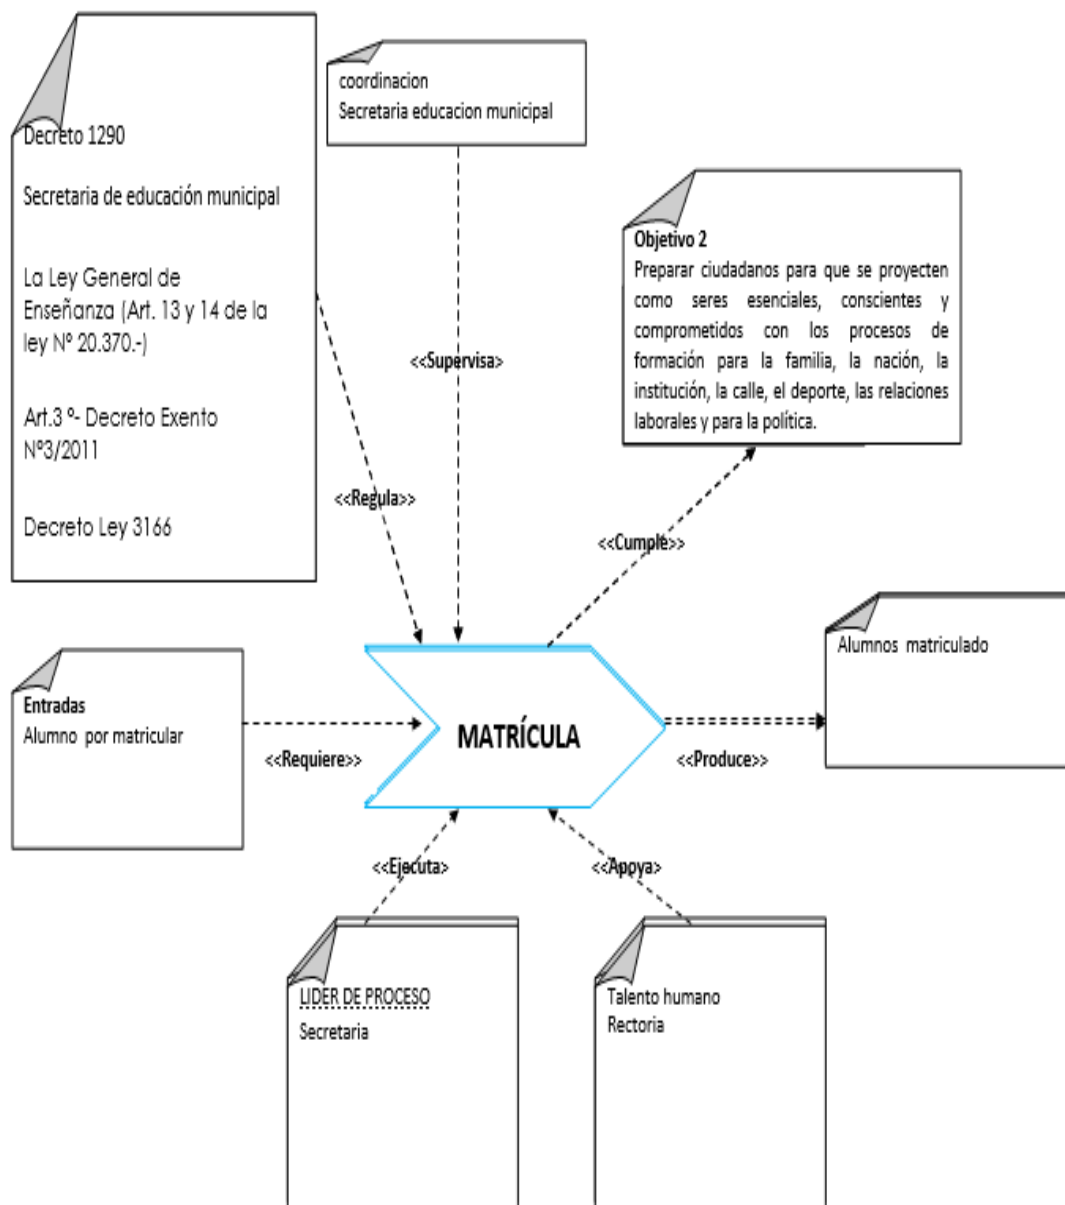 Decreto 1290
Secretaria de educación municipal
La Ley General de
Enseñanza (Art. 13 y 14 de la
ley Nº 20.370.-)
Art.3 º- Decreto Exento
Nº3/2011
Decreto Ley 3166
coordinacion
Secretaria educacion municipal
Objetivo 2
Preparar ciudadanos para que se proyecten
como seres esenciales, conscientes y
comprometidos con los procesos de
formación para la familia, la nación, la
institución, la calle, el deporte, las relaciones
laborales y para la política.
<<Supervisa>
<<Regula>>
<<Cumple>>
Entradas
Alumno por matricular
<<Requiere>>
MATRÍCULA
<<Produce>>
Alumnos matriculado
<<Ejecuta>
<<Apoya>
LIDER DE PROCESO
Secretaria
Talento humano
Rectoria